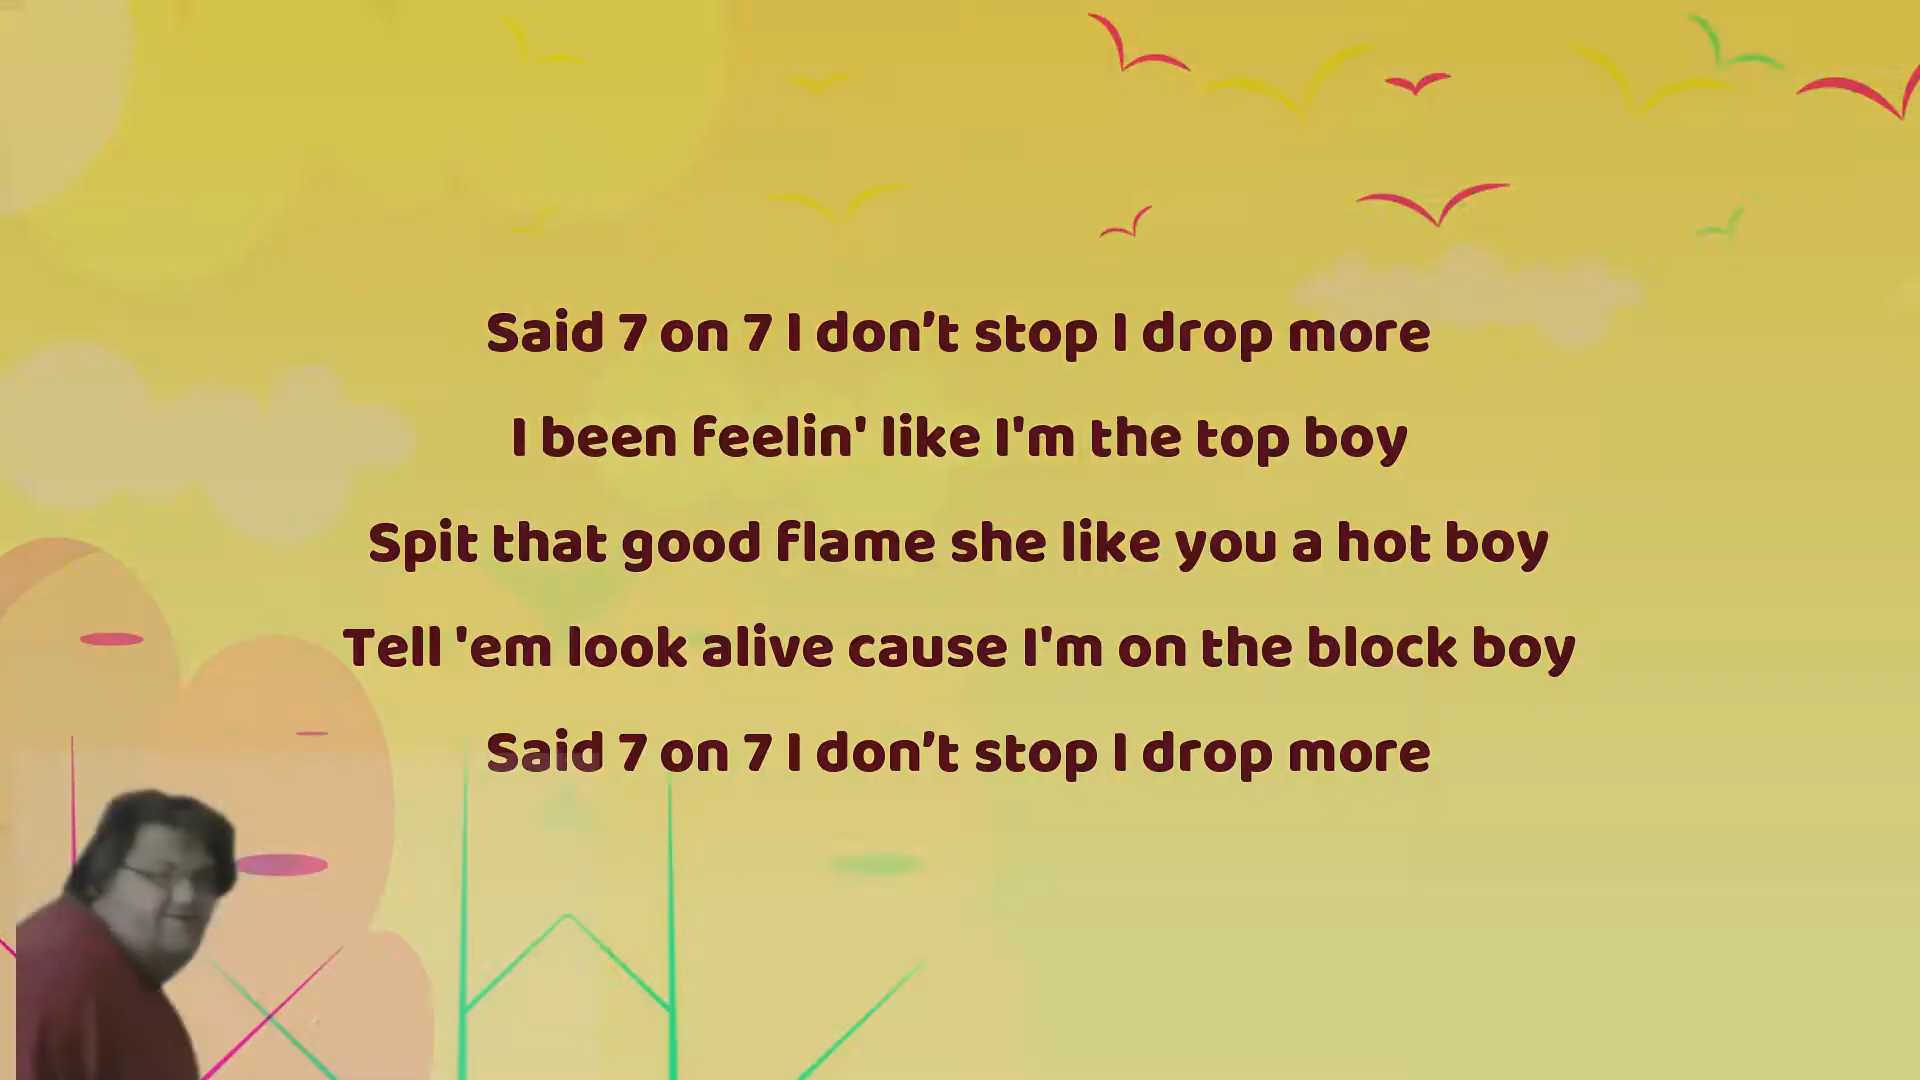 Said 7 on 7 I don’t stop I drop more
I been feelin' like I'm the top boy
Spit that good flame she like you a hot boy
Tell 'em look alive cause I'm on the block boy
Said 7 on 7 I don’t stop I drop more